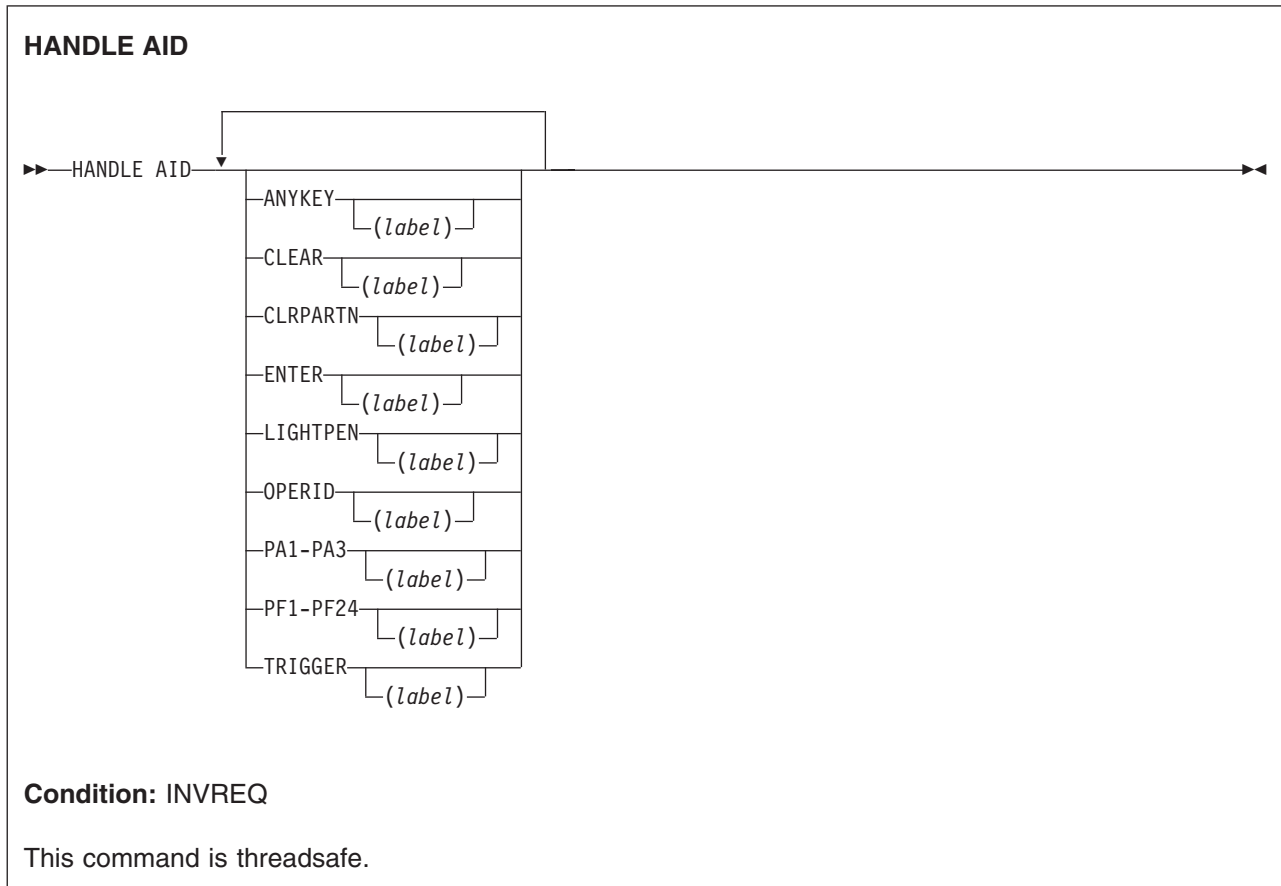 HANDLE AID
HANDLE AID
ANYKEY
(label)
CLEAR
(label)
CLRPARTN
(label)
ENTER
(label)
LIGHTPEN
(label)
OPERID
(label)
PA1-PA3
(label)
PF1-PF24
(label)
TRIGGER
(label)
Condition: INVREQ
This command is threadsafe.